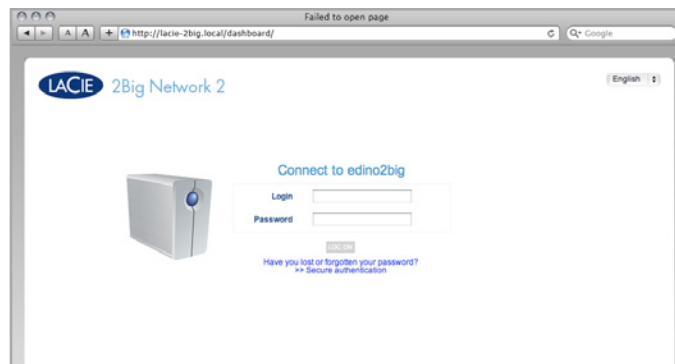 Failed to open page
A A + http://lacie-2big.local/dashboard/ Google
LACIE 2Big Network 2
English
Connect to edino2big
Login
Password
LOG ON
Have you lost or forgotten your password?
>> Secure authentication